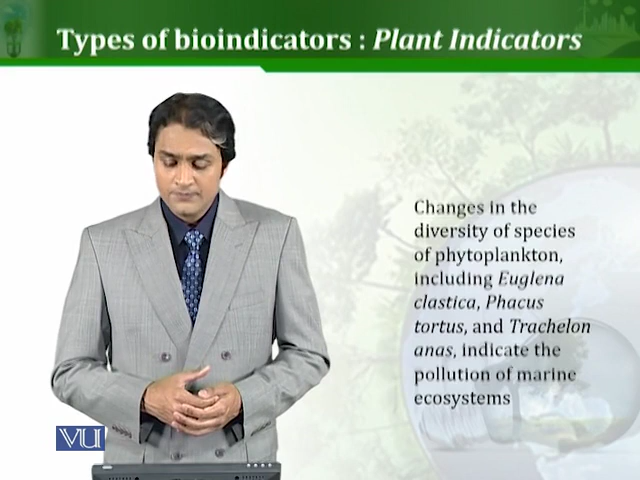 Types of bioindicators : Plant Indicators
Changes in the
diversity of species
of phytoplankton,
including Euglena
clastica, Phacus
tortus, and Trachelon
anas, indicate the
pollution of marine
ecosystems
VU